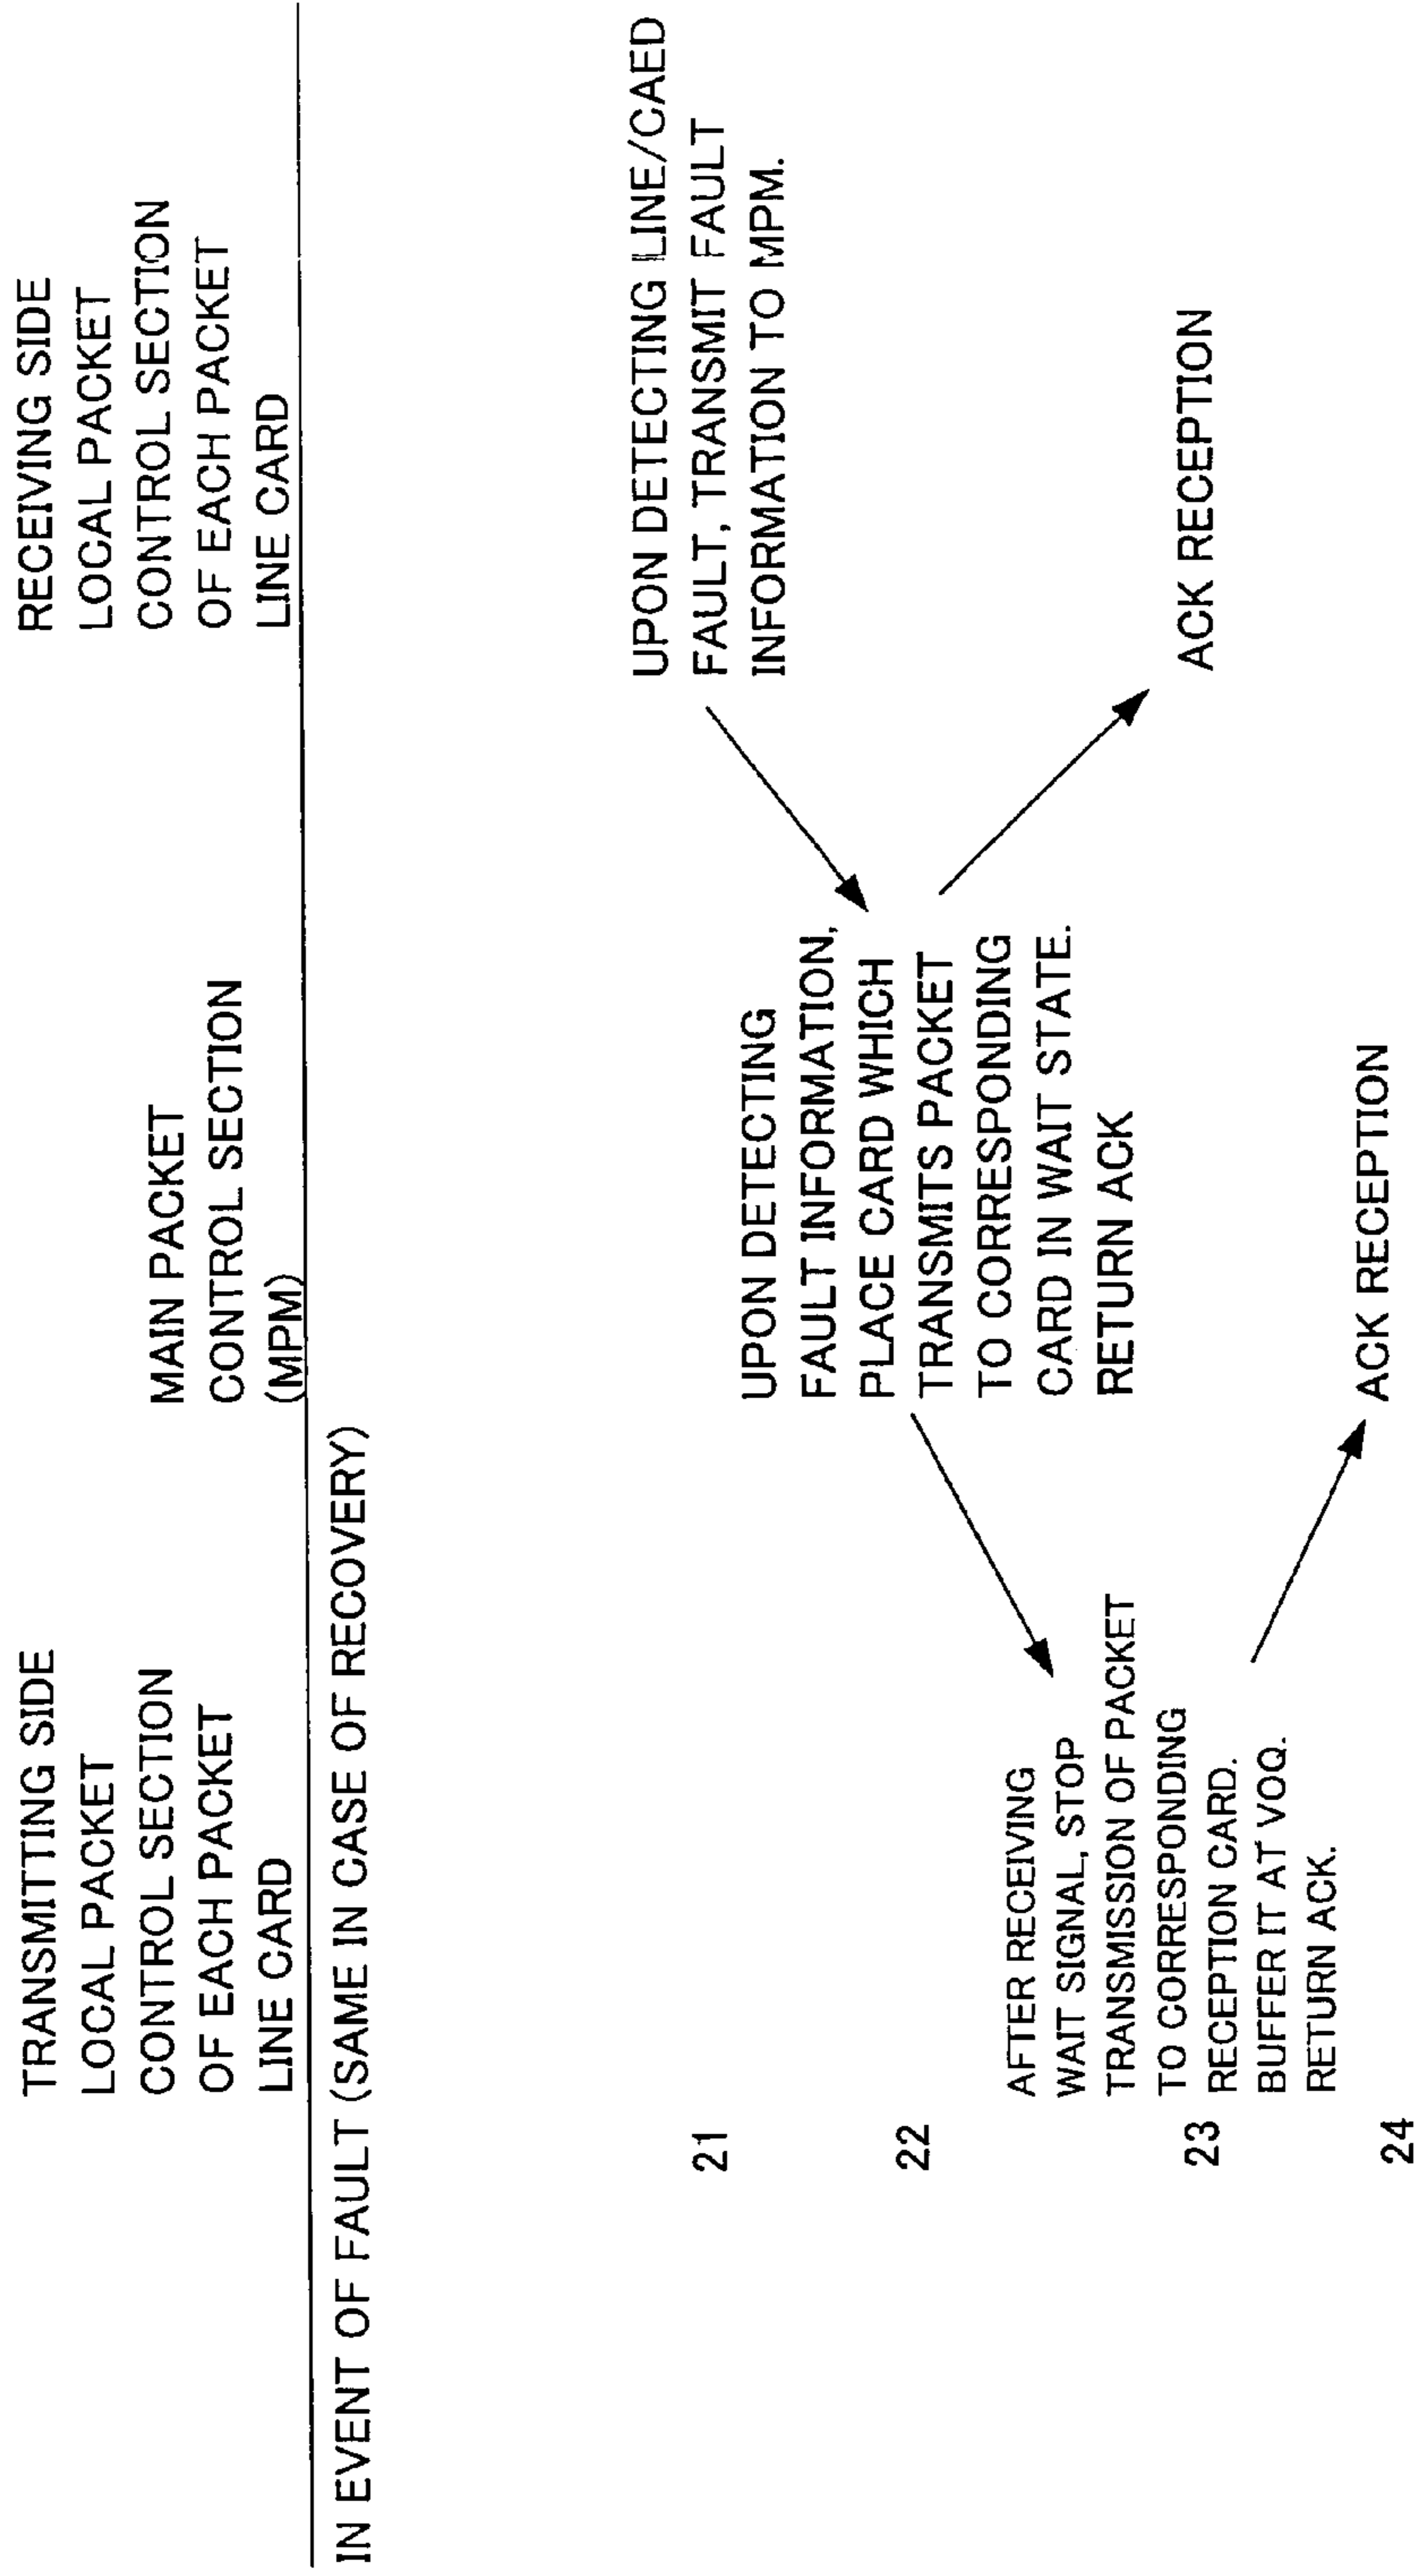 TRANSMITTING SIDE
LOCAL PACKET
CONTROL SECTION
OF EACH PACKET
LINE CARD
MAIN PACKET
CONTROL SECTION
(MPM)
RECEIVING SIDE
LOCAL PACKET
CONTROL SECTION
OF EACH PACKET
LINE CARD
IN EVENT OF FAULT (SAME IN CASE OF RECOVERY)
21
UPON DETECTING LINE/CAED
FAULT, TRANSMIT FAULT
INFORMATION TO MPM.
22
UPON DETECTING
FAULT INFORMATION,
PLACE CARD WHICH
TRANSMITS PACKET
TO CORRESPONDING
CARD IN WAIT STATE.
RETURN ACK
23
AFTER RECEIVING
WAIT SIGNAL, STOP
TRANSMISSION OF PACKET
TO CORRESPONDING
RECEPTION CARD.
BUFFER IT AT VOQ.
RETURN ACK.
ACK RECEPTION
24
ACK RECEPTION